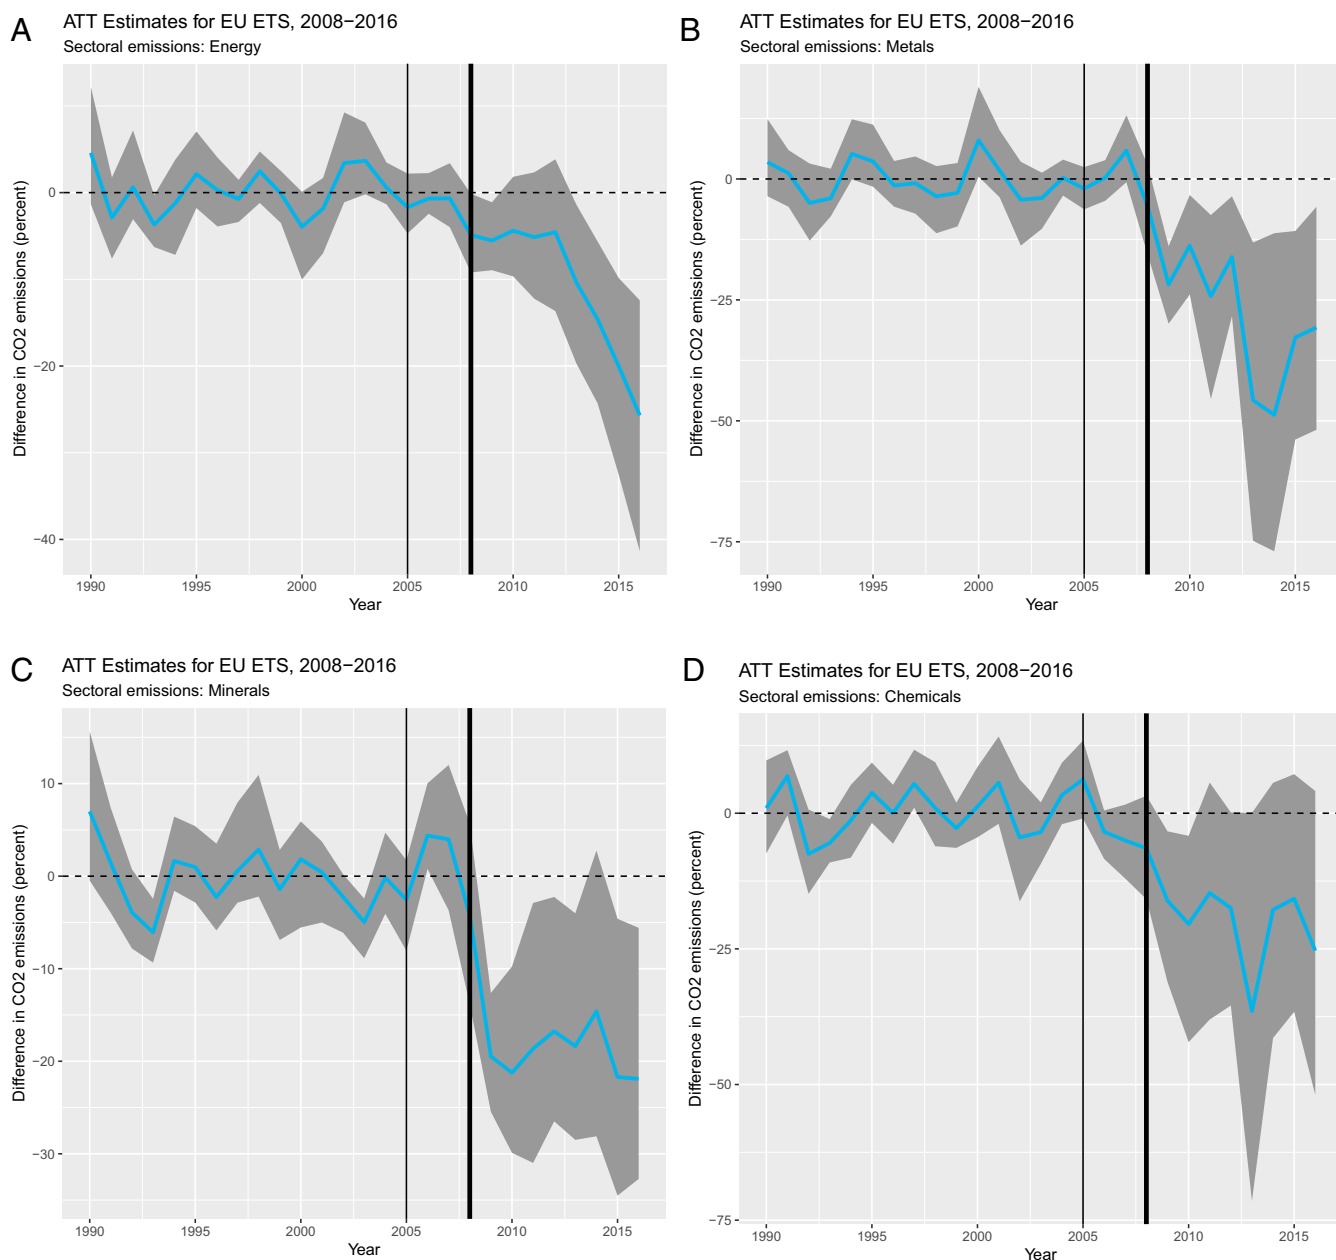 A
ATT Estimates for EU ETS, 2008−2016
Sectoral emissions: Energy
Difference in CO2 emissions (percent)
0
−20
−40
1990 1995 2000 2005 2010 2015
Year
B
ATT Estimates for EU ETS, 2008−2016
Sectoral emissions: Metals
Difference in CO2 emissions (percent)
0
−25
−50
−75
1990 1995 2000 2005 2010 2015
Year
C
ATT Estimates for EU ETS, 2008−2016
Sectoral emissions: Minerals
Difference in CO2 emissions (percent)
10
0
−10
−20
−30
1990 1995 2000 2005 2010 2015
Year
D
ATT Estimates for EU ETS, 2008−2016
Sectoral emissions: Chemicals
Difference in CO2 emissions (percent)
0
−25
−50
−75
1990 1995 2000 2005 2010 2015
Year